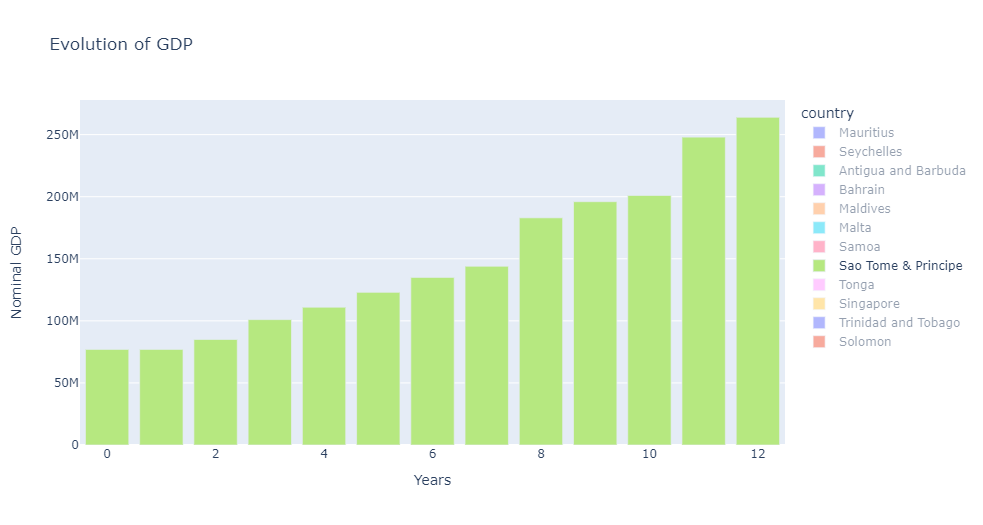 Evolution of GDP
Nominal GDP
250M
200M
150M
100M
50M
0
0 2 4 6 8 10 12
Years
country
Mauritius
Seychelles
Antigua and Barbuda
Bahrain
Maldives
Malta
Samoa
Sao Tome & Principe
Tonga
Singapore
Trinidad and Tobago
Solomon